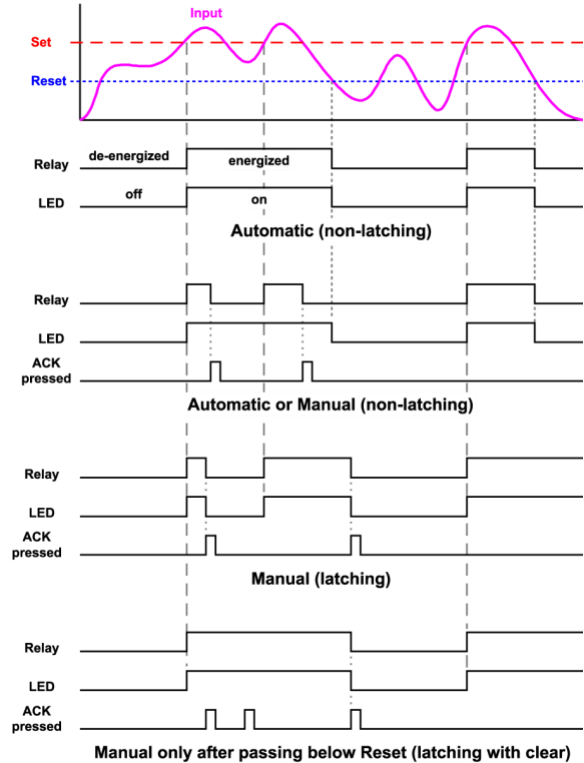 Input
Set
Reset
de-energized
energized
Relay
off
on
LED
Automatic (non-latching)
Relay
LED
ACK
pressed
Automatic or Manual (non-latching)
Relay
LED
ACK
pressed
Manual (latching)
Relay
LED
ACK
pressed
Manual only after passing below Reset (latching with clear)